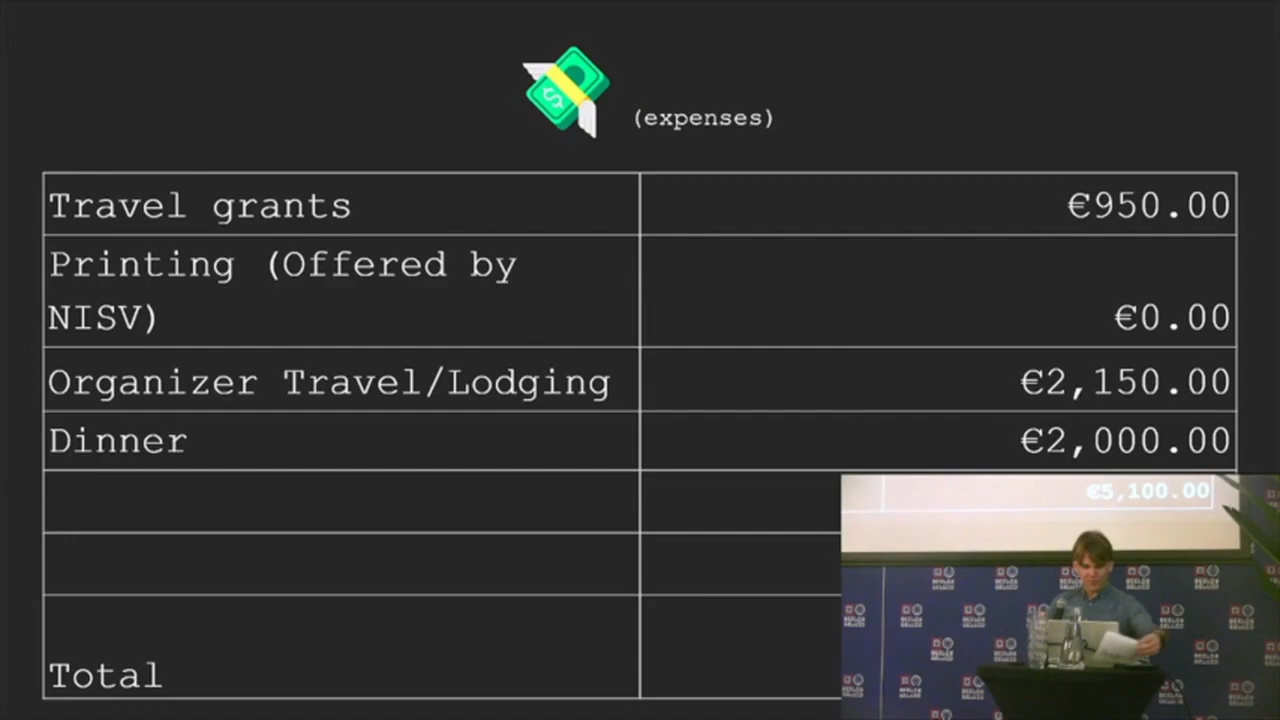 (expenses)
Travel grants €950.00
Printing (Offered by
NISV) €0.00
Organizer Travel/Lodging €2,150.00
Dinner €2,000.00
€5,100.00
Total